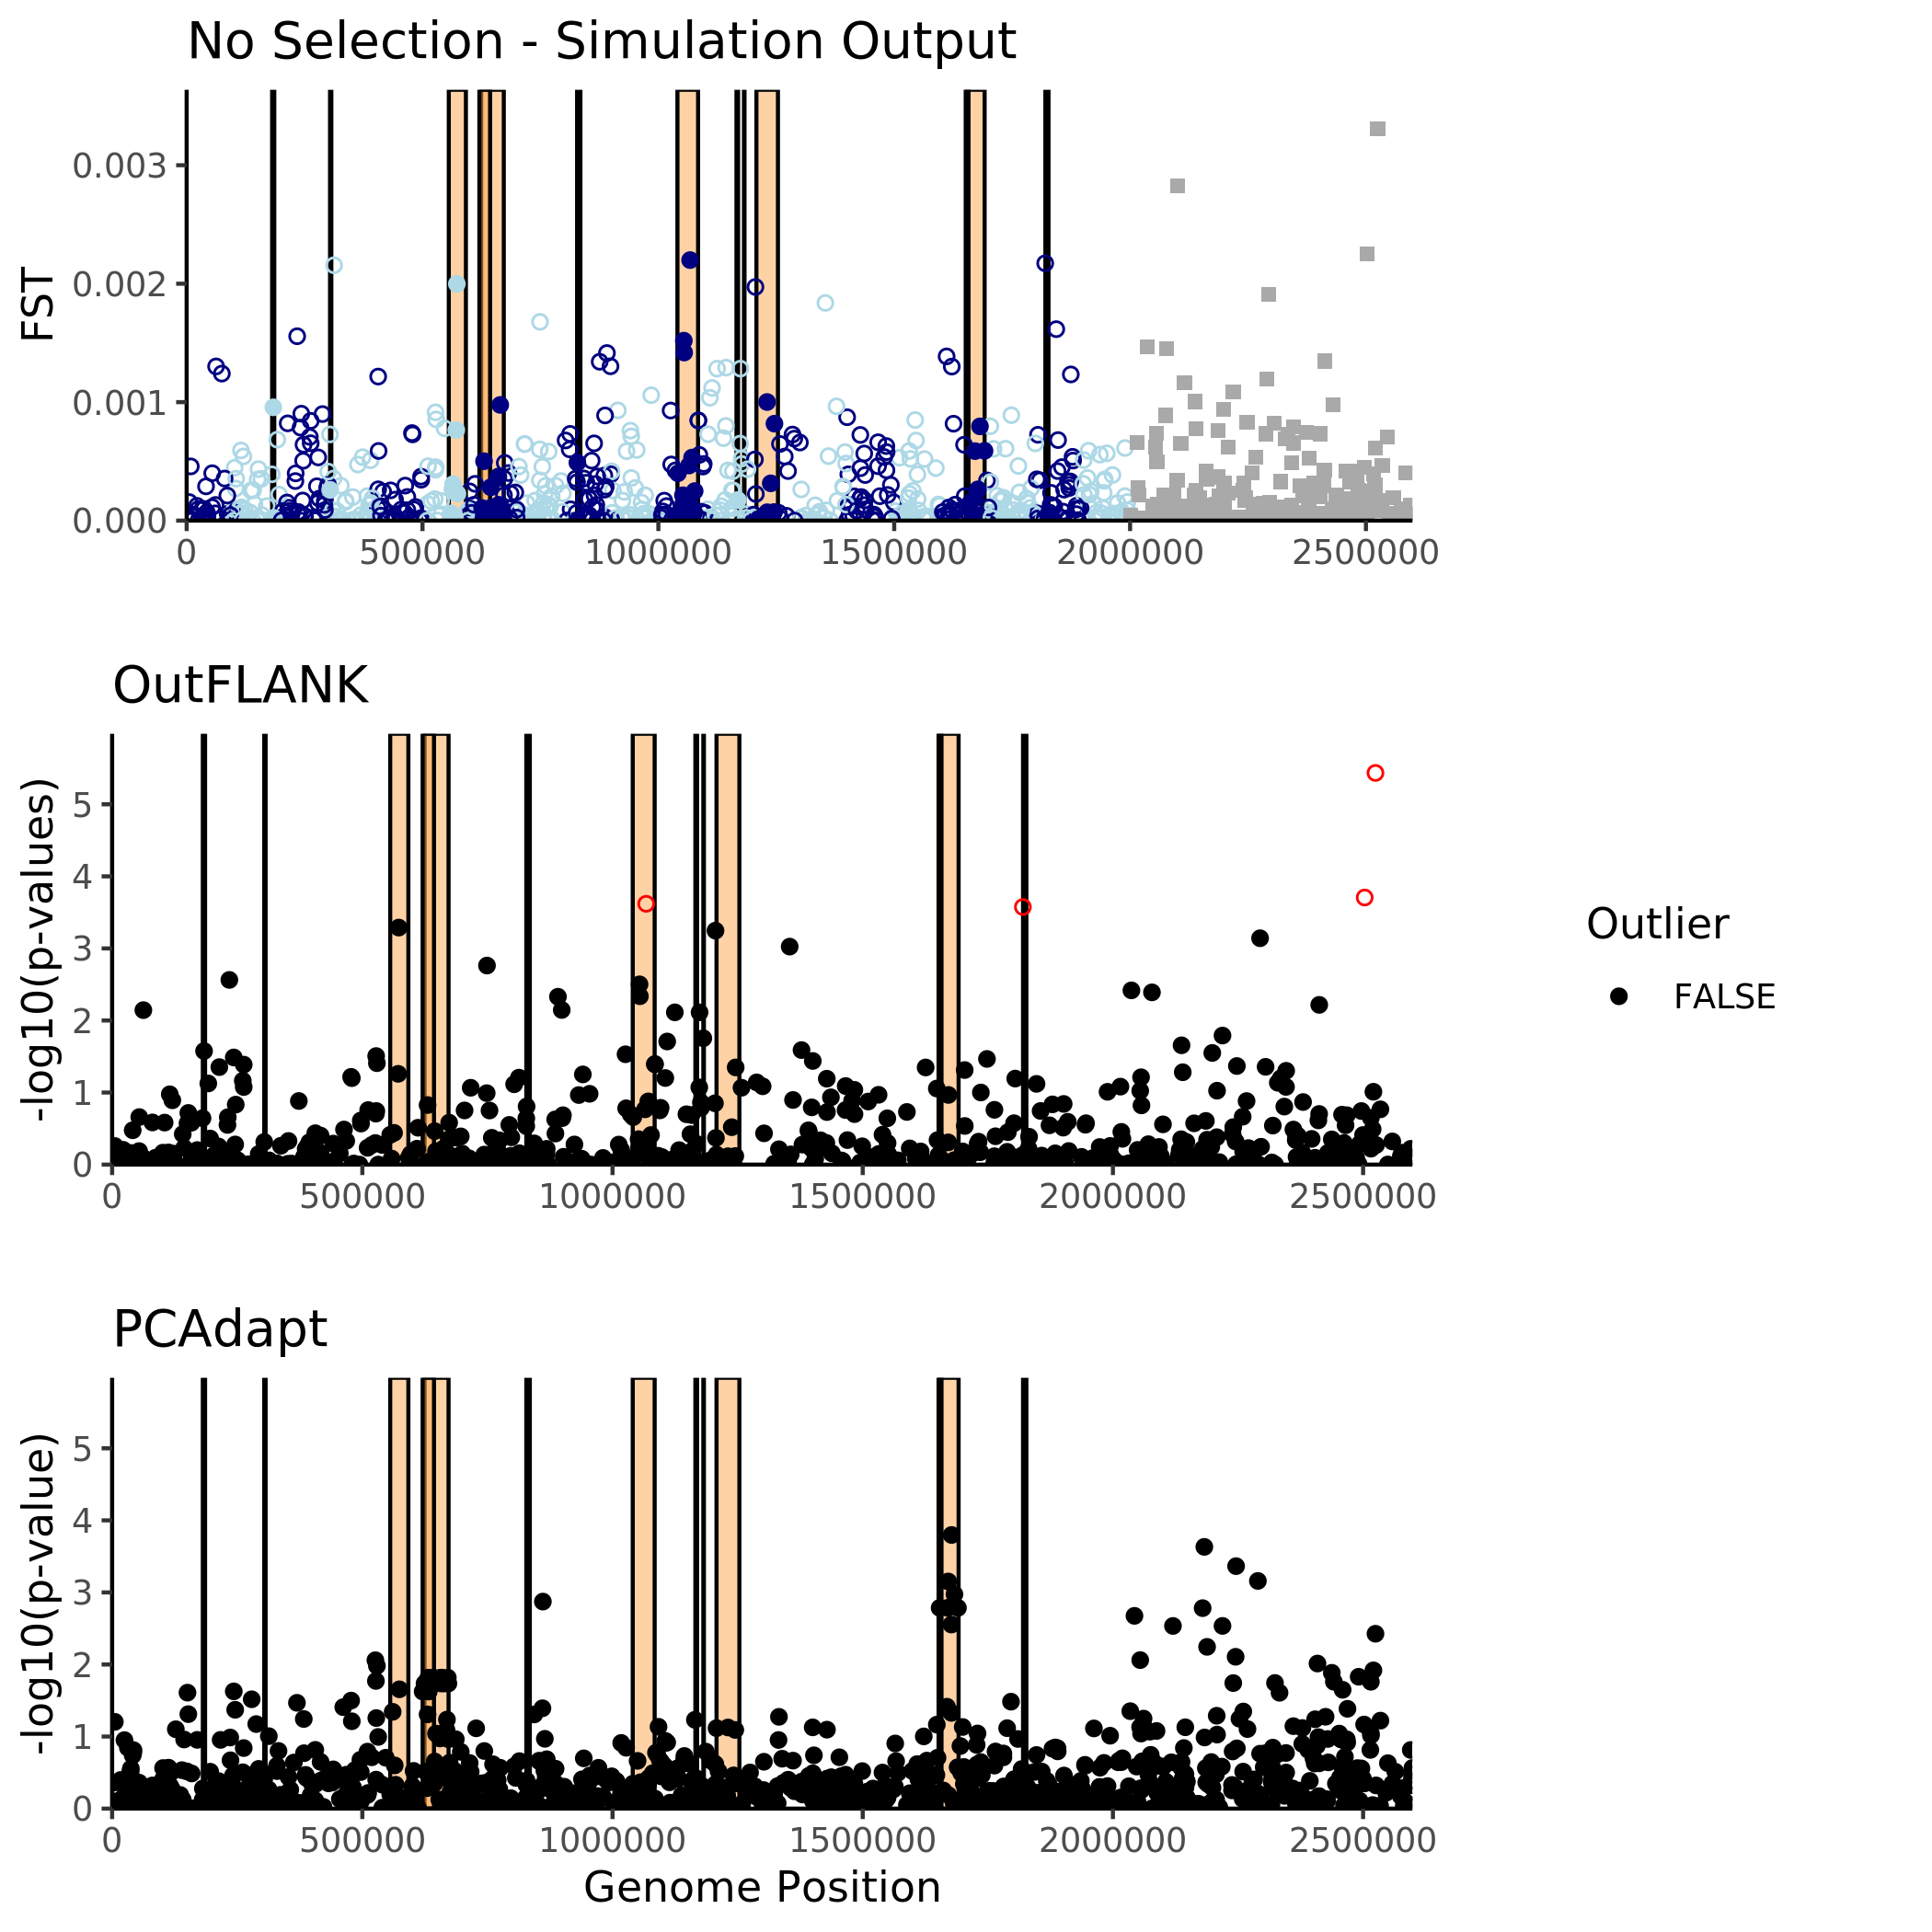 No Selection - Simulation Output
FST
0.003
0.002
0.001
0.000
0 500000 1000000 1500000 2000000 2500000
OutFLANK
-log10(p-values)
5
4
3
2
1
0
0 500000 1000000 1500000 2000000 2500000
Outlier
FALSE
PCAdapt
-log10(p-value)
5
4
3
2
1
0
0 500000 1000000 1500000 2000000 2500000
Genome Position